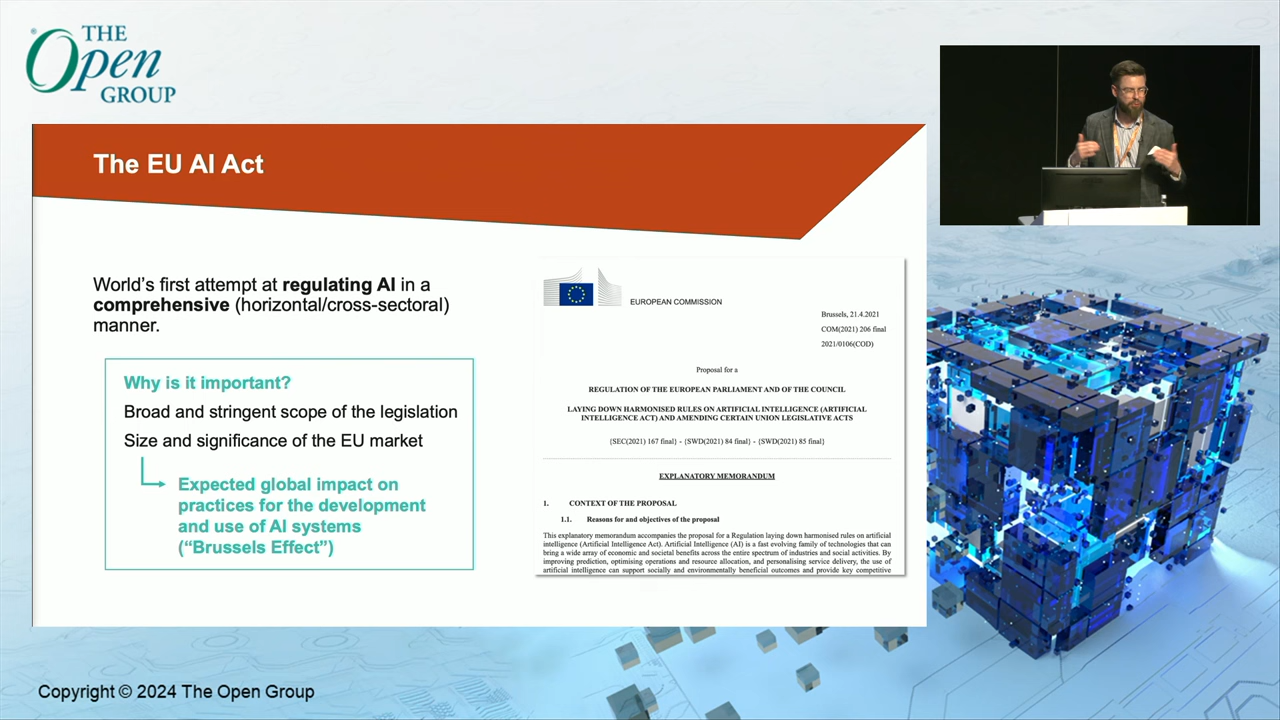 THE
Open
GROUP
The EU AI Act
World's first attempt at regulating AI in a
comprehensive (horizontal/cross-sectoral)
manner.
Why is it important?
Broad and stringent scope of the legislation
Size and significance of the EU market
Expected global impact on
practices for the development
and use of AI systems
(“Brussels Effect”)
EUROPEAN COMMISSION
Brussels, 21.4.2021
COM(2021) 206 final
2021/0106(COD)
Proposal for a
REGULATION OF THE EUROPEAN PARLIAMENT AND OF THE COUNCIL
LAYING DOWN HARMONISED RULES ON ARTIFICIAL INTELLIGENCE (ARTIFICIAL
INTELLIGENCE ACT) AND AMENDING CERTAIN UNION LEGISLATIVE ACTS
{SEC(2021) 167 final} - {SWD(2021) 84 final} - {SWD(2021) 85 final}
EXPLANATORY MEMORANDUM
1. CONTEXT OF THE PROPOSAL
1.1. Reasons for and objectives of the proposal
This explanatory memorandum accompanies the proposal for a Regulation laying down harmonised rules on artificial
intelligence (Artificial Intelligence Act). Artificial Intelligence (AI) is a fast evolving family of technologies that can
bring a wide array of economic and societal benefits across the entire spectrum of industries and social activities. By
improving prediction, optimising operations and resource allocation, and personalising service delivery, the use of
artificial intelligence can support socially and environmentally beneficial outcomes and provide key competitive
Copyright © 2024 The Open Group